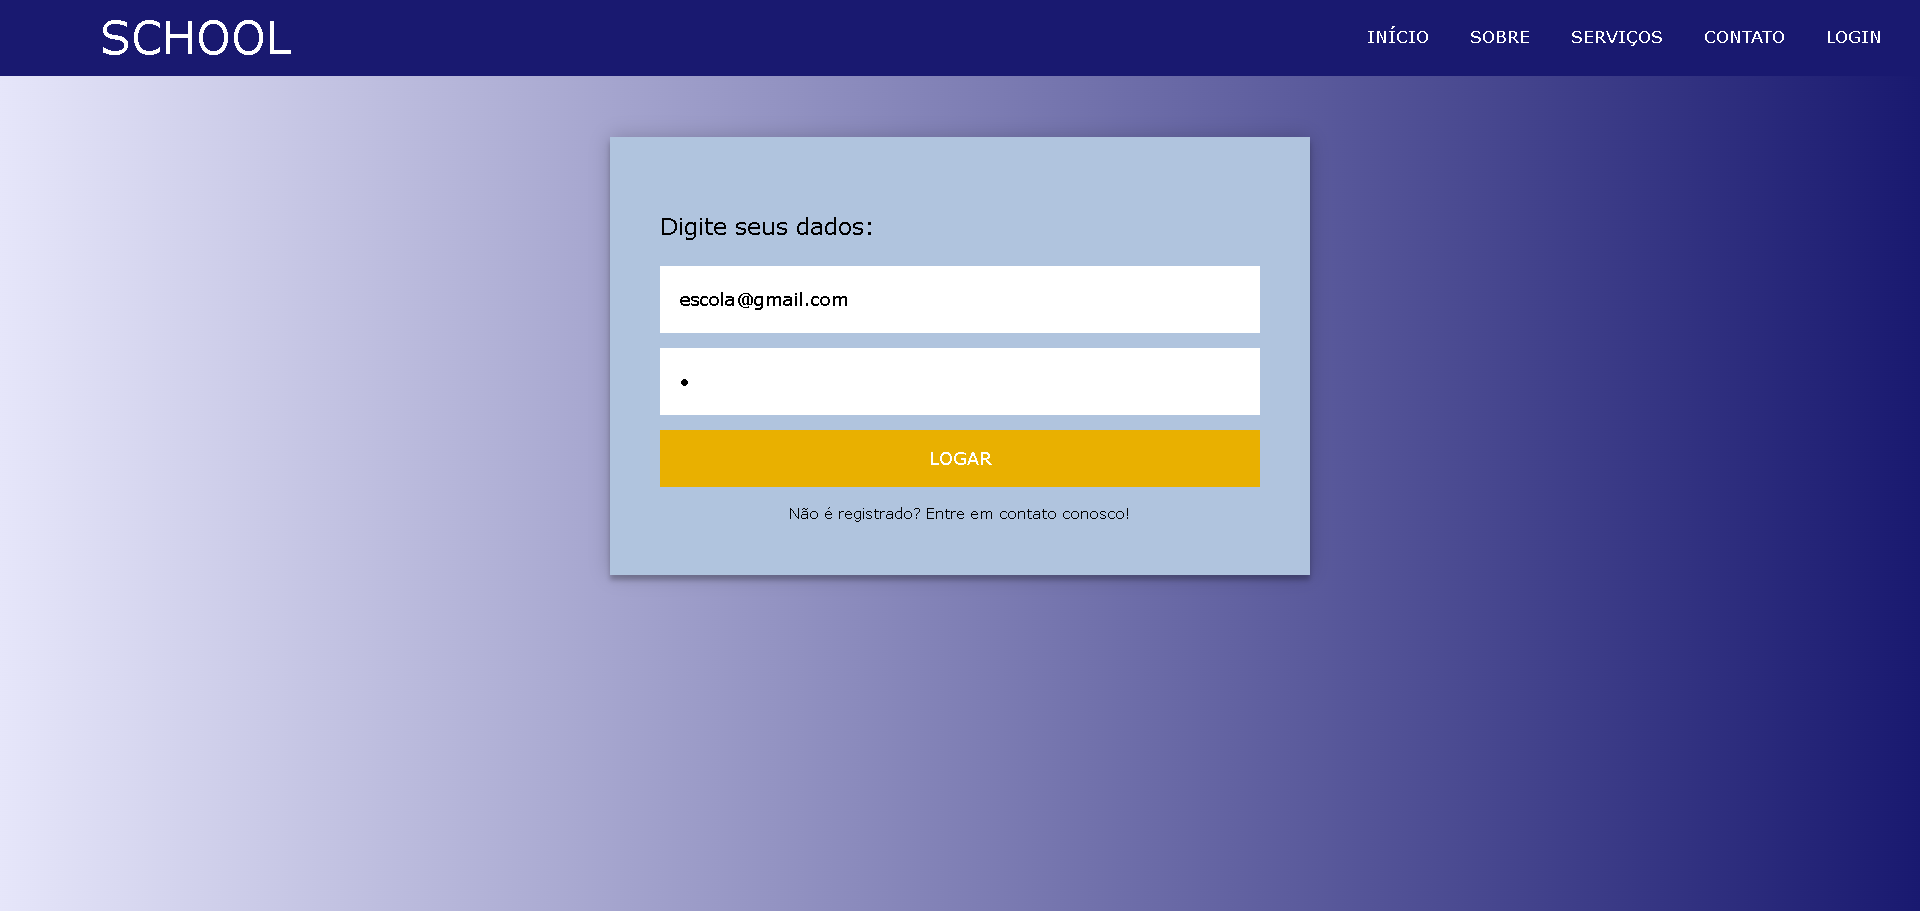 SCHOOL
INÍCIO SOBRE SERVIÇOS CONTATO LOGIN
Digite seus dados:
escola@gmail.com
•
LOGAR
Não é registrado? Entre em contato conosco!